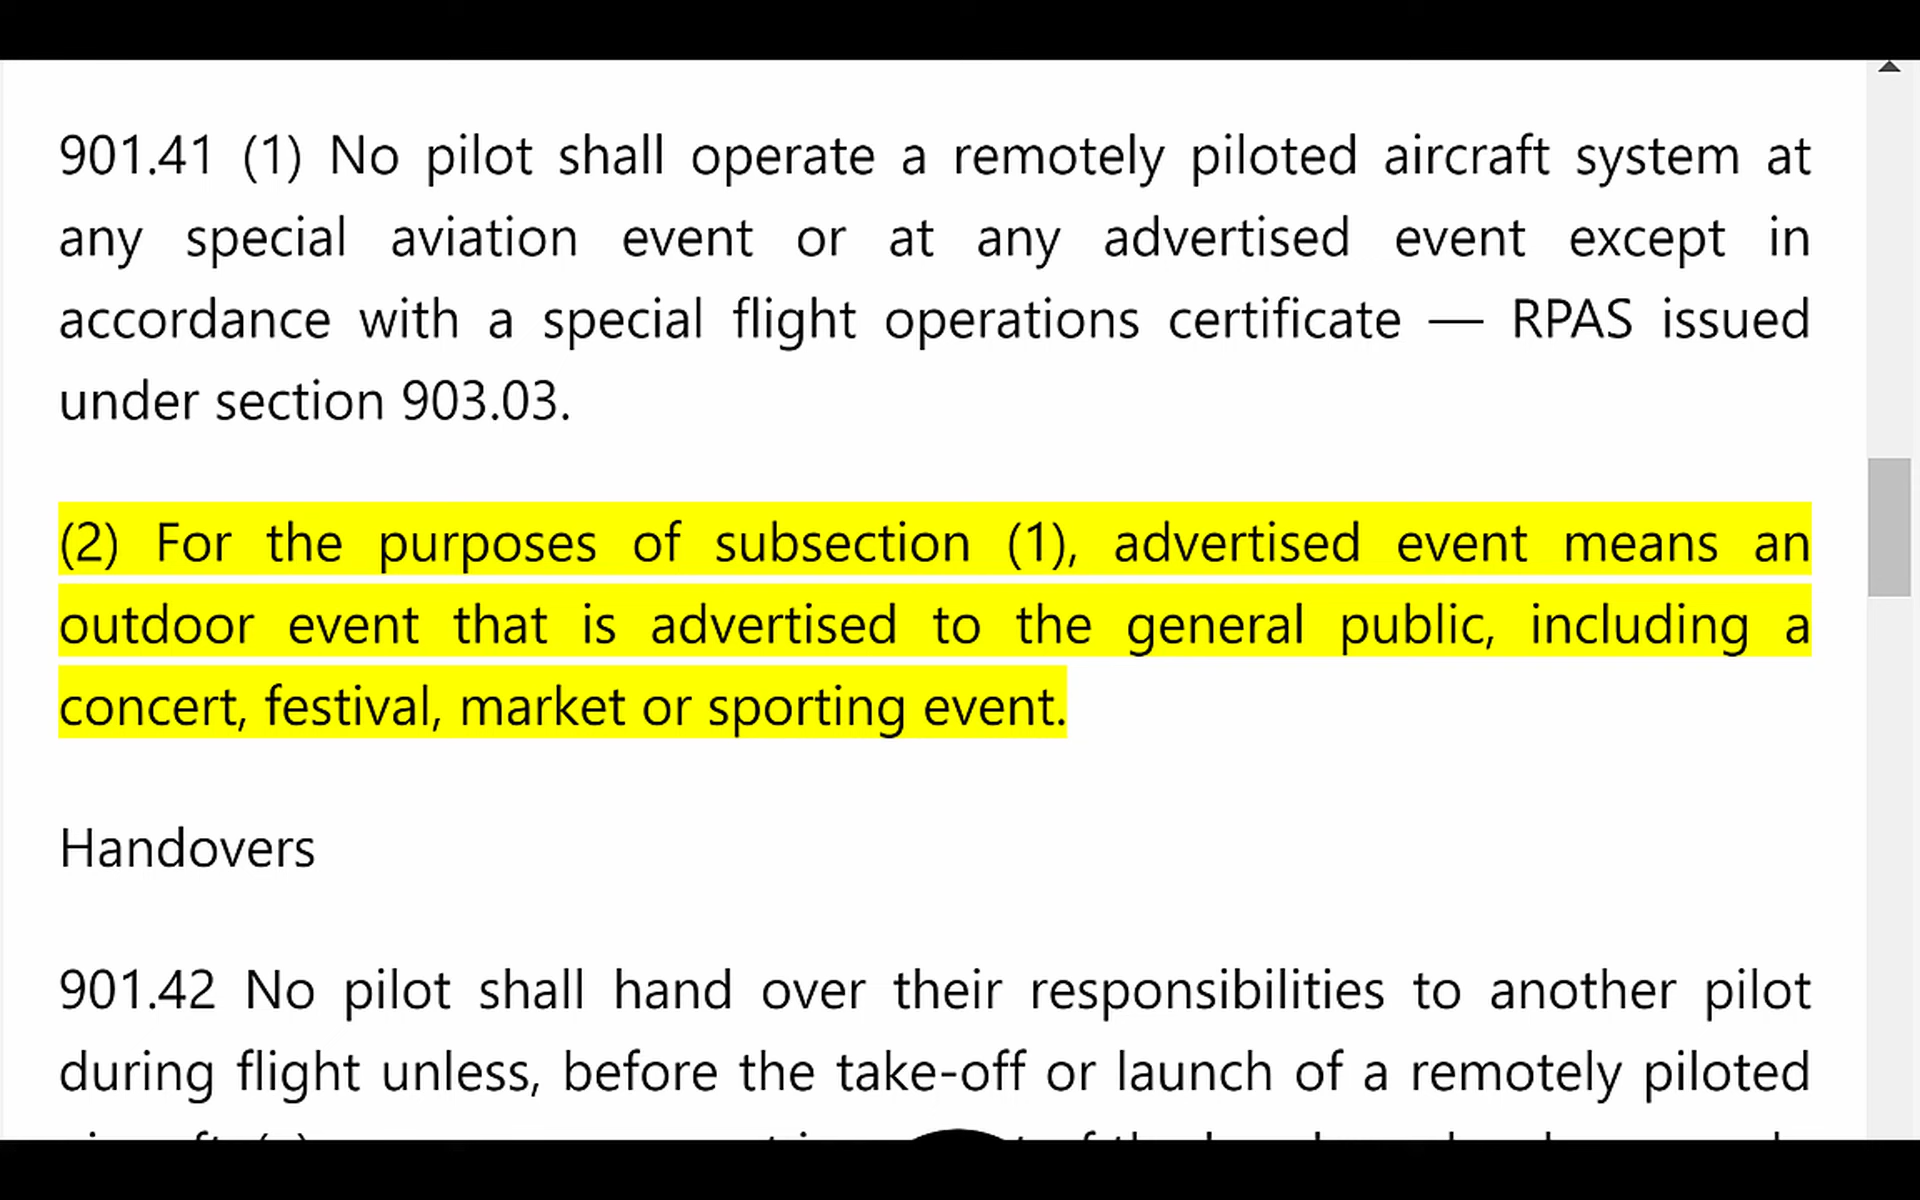 901.41 (1) No pilot shall operate a remotely piloted aircraft system at
any special aviation event or at any advertised event except in
accordance with a special flight operations certificate — RPAS issued
under section 903.03.
(2) For the purposes of subsection (1), advertised event means an
outdoor event that is advertised to the general public, including a
concert, festival, market or sporting event.
Handovers
901.42 No pilot shall hand over their responsibilities to another pilot
during flight unless, before the take-off or launch of a remotely piloted